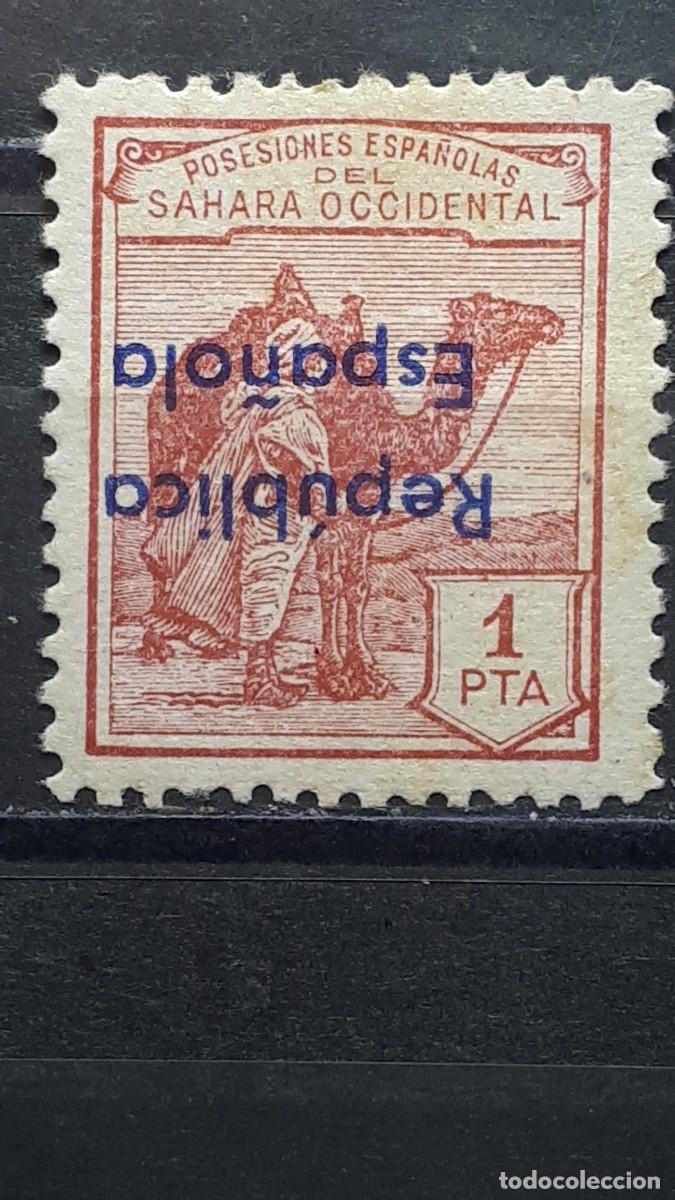 POSESIONES ESPAÑOLAS
DEL
SAHARA OCCIDENTAL
República
Española
1
PTA
todocoleccion